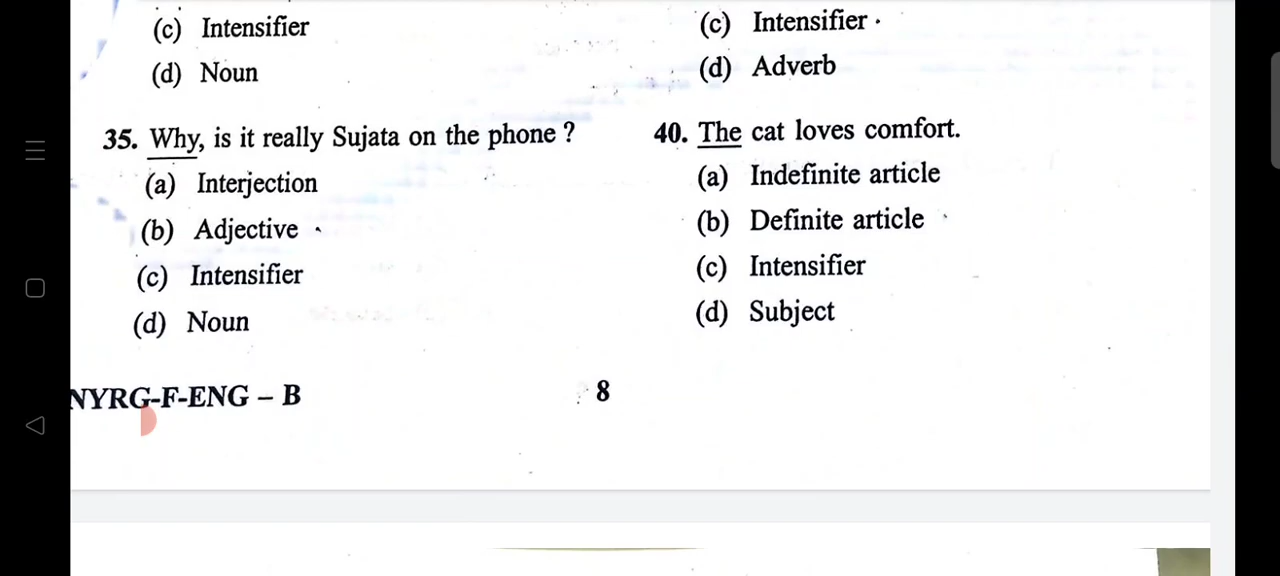 (c) Intensifier
(d) Noun
35. Why, is it really Sujata on the phone ?
(a) Interjection
(b) Adjective
(c) Intensifier
(d) Noun
(c) Intensifier
(d) Adverb
40. The cat loves comfort.
(a) Indefinite article
(b) Definite article
(c) Intensifier
(d) Subject
NYRG-F-ENG – B
8